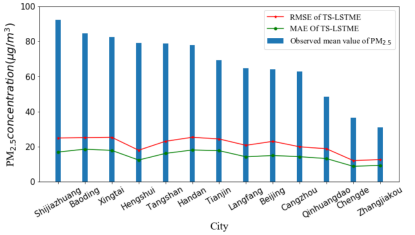 100
80
60
40
20
0
PM2.5concentration(μg/m³)
RMSE of TS-LSTME
MAE Of TS-LSTME
Observed mean value of PM2.5
Shijiazhuang
Baoding
Xingtai
Hengshui
Tangshan
Handan
Tianjin
Langfang
Beijing
Cangzhou
Qinhuangdao
Chengde
Zhangjiakou
City